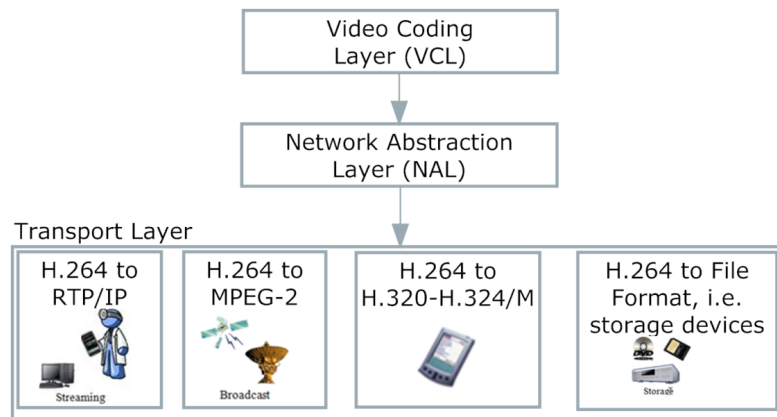 Video Coding
Layer (VCL)
Network Abstraction
Layer (NAL)
Transport Layer
H.264 to
RTP/IP
Streaming
H.264 to
MPEG-2
Broadcast
H.264 to
H.320-H.324/M
H.264 to File
Format, i.e.
storage devices
DVD
Storage